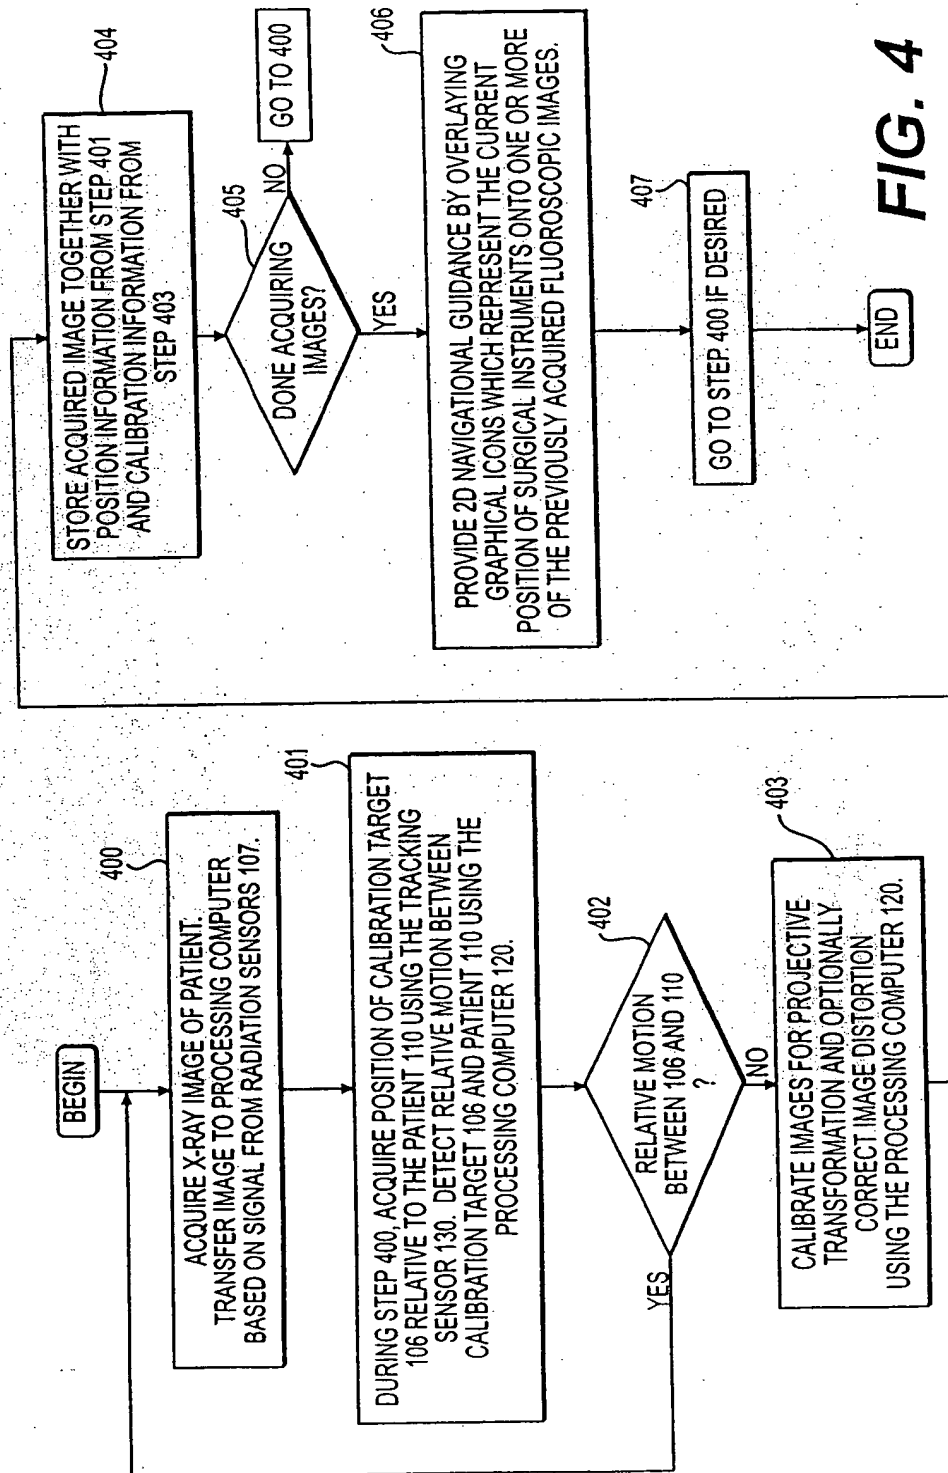 BEGIN
400
ACQUIRE X-RAY IMAGE OF PATIENT.
TRANSFER IMAGE TO PROCESSING COMPUTER
BASED ON SIGNAL FROM RADIATION SENSORS 107.
401
DURING STEP 400, ACQUIRE POSITION OF CALIBRATION TARGET
106 RELATIVE TO THE PATIENT 110 USING THE TRACKING
SENSOR 130. DETECT RELATIVE MOTION BETWEEN
CALIBRATION TARGET 106 AND PATIENT 110 USING THE
PROCESSING COMPUTER 120.
402
RELATIVE MOTION
BETWEEN 106 AND 110
?
YES
NO
403
CALIBRATE IMAGES FOR PROJECTIVE
TRANSFORMATION AND OPTIONALLY
CORRECT IMAGE DISTORTION
USING THE PROCESSING COMPUTER 120.
404
STORE ACQUIRED IMAGE TOGETHER WITH
POSITION INFORMATION FROM STEP 401
AND CALIBRATION INFORMATION FROM
STEP 403
405
DONE ACQUIRING
IMAGES?
NO
GO TO 400
YES
406
PROVIDE 2D NAVIGATIONAL GUIDANCE BY OVERLAYING
GRAPHICAL ICONS WHICH REPRESENT THE CURRENT
POSITION OF SURGICAL INSTRUMENTS ONTO ONE OR MORE
OF THE PREVIOUSLY ACQUIRED FLUOROSCOPIC IMAGES.
407
GO TO STEP 400 IF DESIRED
END
FIG. 4